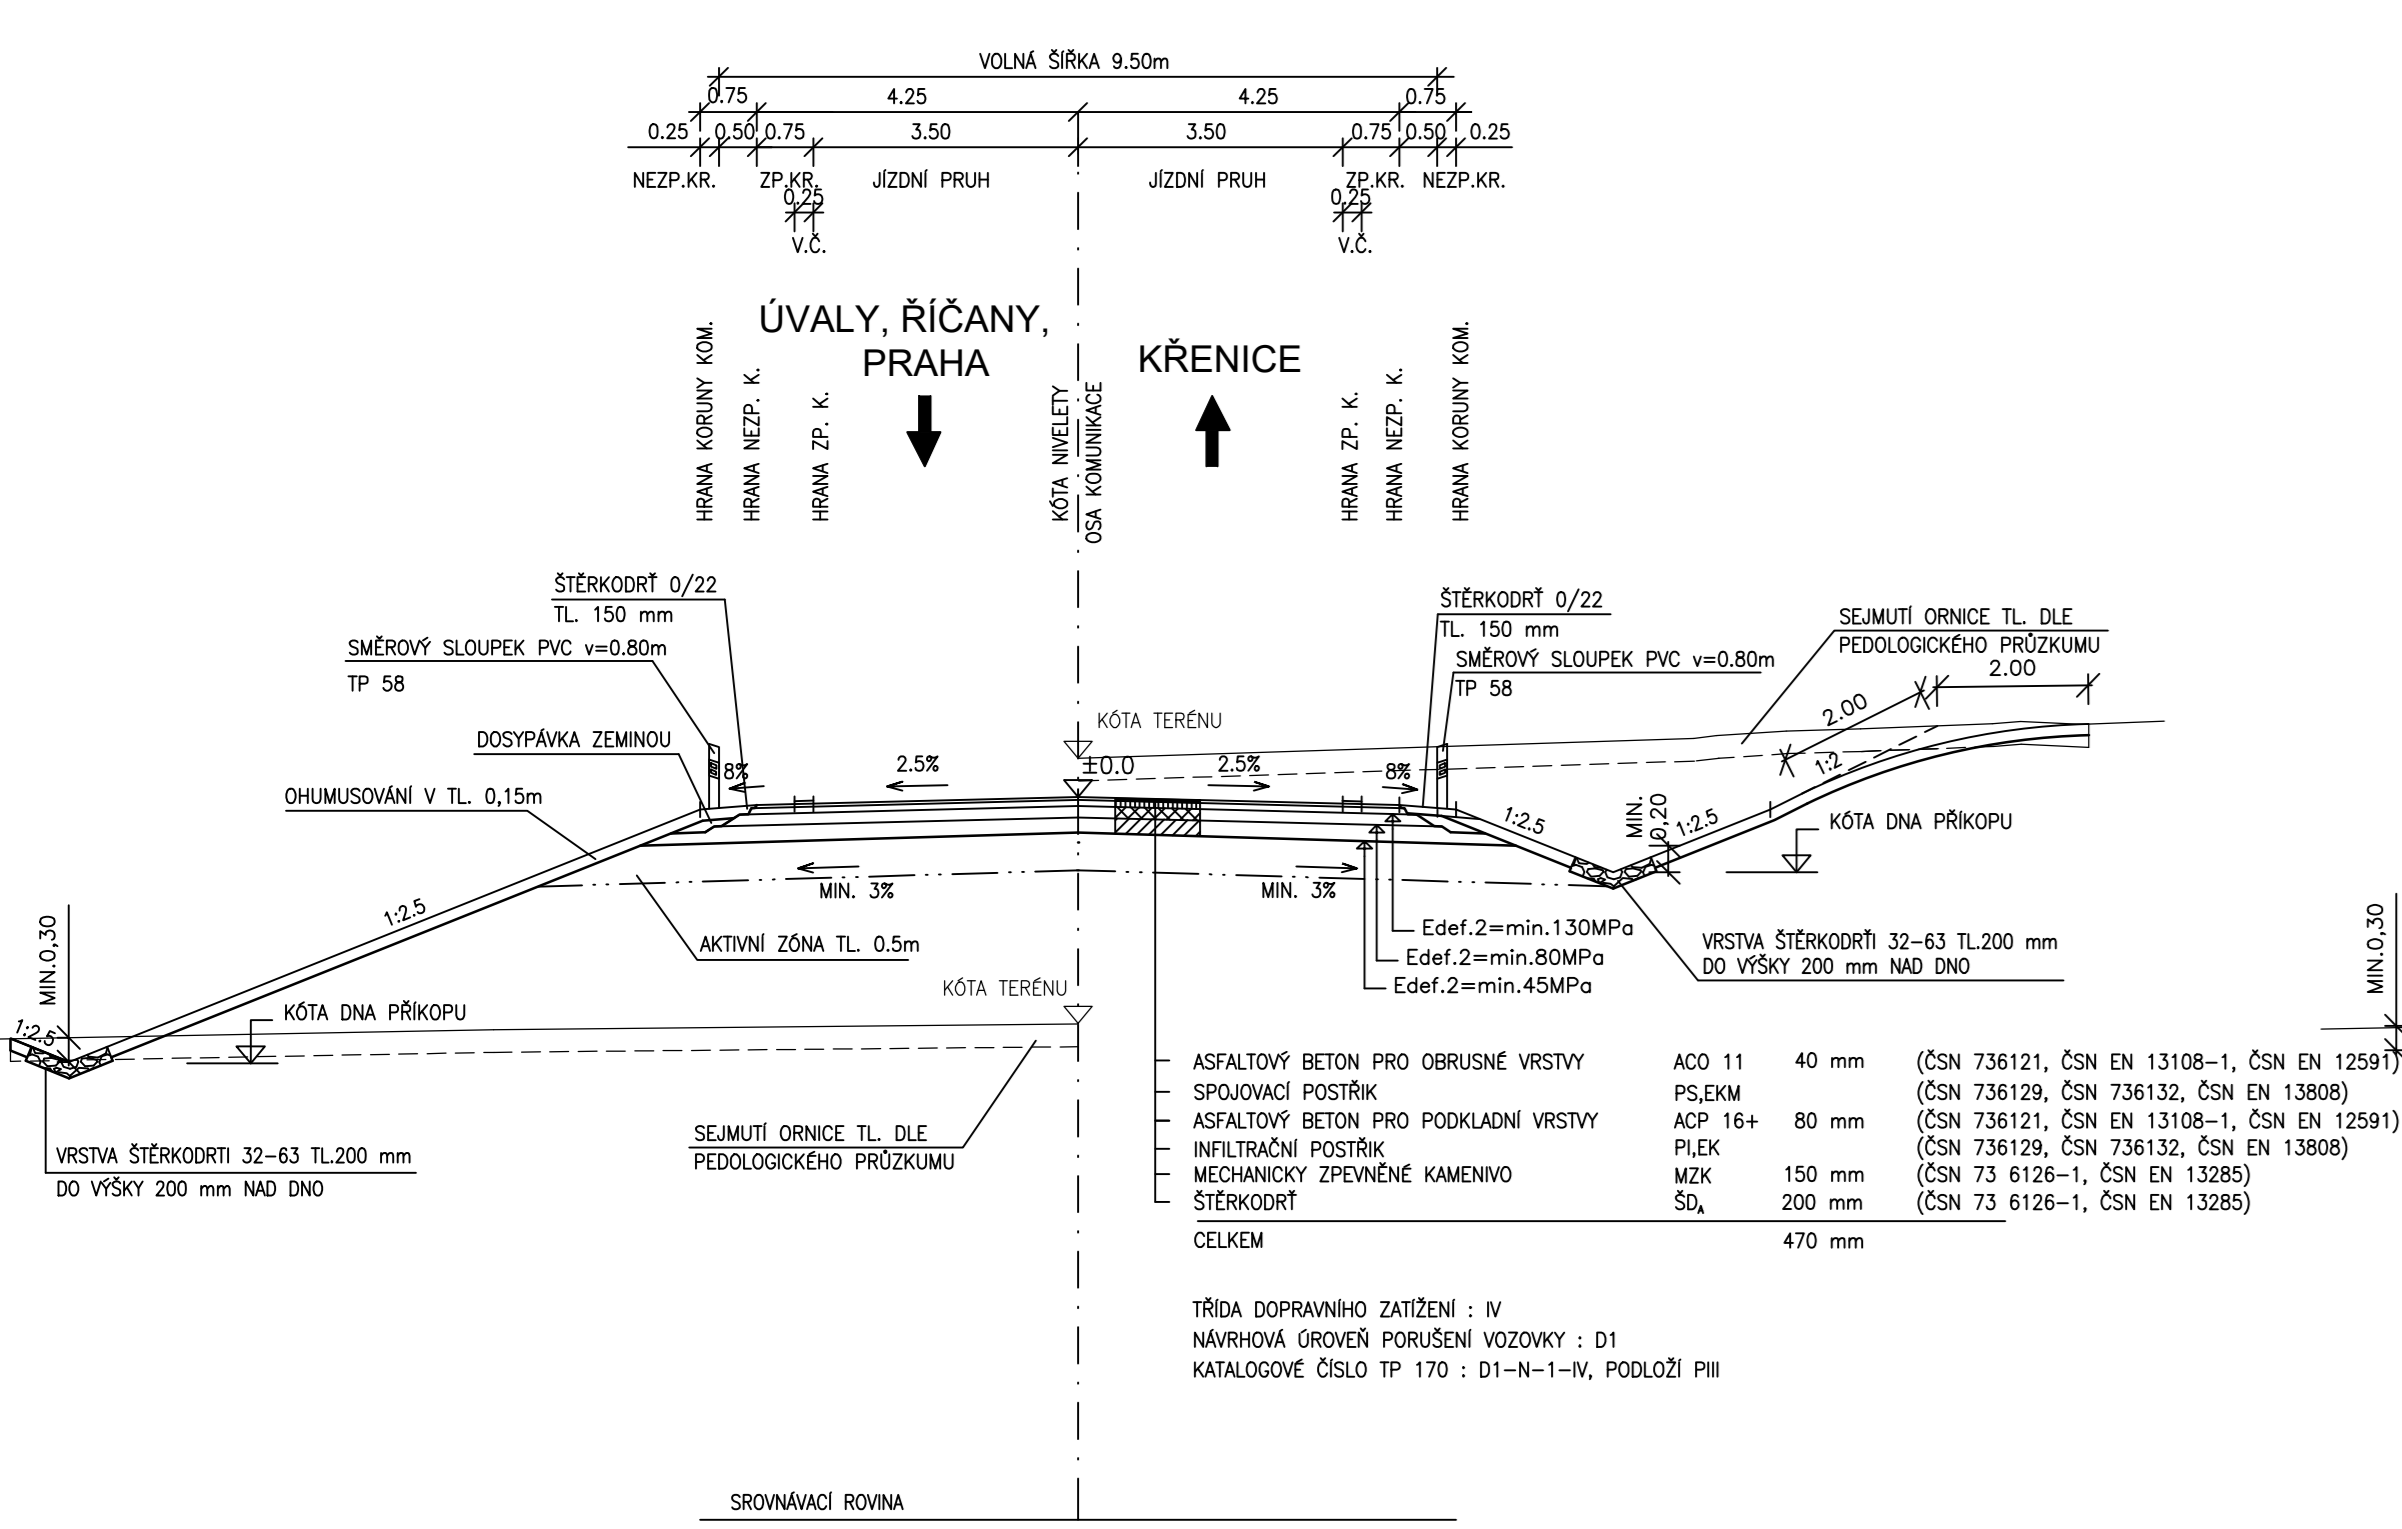 VOLNÁ ŠÍŘKA 9.50m
0.75 4.25 4.25 0.75
0.25 0.50 0.75 3.50 3.50 0.75 0.50 0.25
NEZP.KR. ZP.KR. JÍZDNÍ PRUH JÍZDNÍ PRUH ZP.KR. NEZP.KR.
0.25 0.25
V.Č. V.Č.
ÚVALY, ŘÍČANY,
PRAHA
KŘENICE
HRANA KORUNY KOM.
HRANA NEZP. K.
HRANA ZP. K.
KÓTA NIVELETY
OSA KOMUNIKACE
HRANA ZP. K.
HRANA NEZP. K.
HRANA KORUNY KOM.
ŠTĚRKODRŤ 0/22
TL. 150 mm
SMĚROVÝ SLOUPEK PVC v=0.80m
TP 58
DOSYPÁVKA ZEMINOU
OHUMUSOVÁNÍ V TL. 0,15m
ŠTĚRKODRŤ 0/22
TL. 150 mm
SMĚROVÝ SLOUPEK PVC v=0.80m
TP 58
SEJMUTÍ ORNICE TL. DLE
PEDOLOGICKÉHO PRŮZKUMU
2.00
2.00
KÓTA TERÉNU
8% 2.5% ±0.0 2.5% 8%
1:2
1:2.5
MIN.
0,20
1:2.5
KÓTA DNA PŘÍKOPU
MIN. 3% MIN. 3%
1:2.5
AKTIVNÍ ZÓNA TL. 0.5m
Edef.2=min.130MPa
Edef.2=min.80MPa
Edef.2=min.45MPa
VRSTVA ŠTĚRKODRŤI 32-63 TL.200 mm
DO VÝŠKY 200 mm NAD DNO
MIN.0,30
MIN.0,30
KÓTA TERÉNU
KÓTA DNA PŘÍKOPU
1:2.5
VRSTVA ŠTĚRKODRTI 32-63 TL.200 mm
DO VÝŠKY 200 mm NAD DNO
SEJMUTÍ ORNICE TL. DLE
PEDOLOGICKÉHO PRŮZKUMU
ASFALTOVÝ BETON PRO OBRUSNÉ VRSTVY ACO 11 40 mm (ČSN 736121, ČSN EN 13108-1, ČSN EN 12591)
SPOJOVACÍ POSTŘIK PS,EKM (ČSN 736129, ČSN 736132, ČSN EN 13808)
ASFALTOVÝ BETON PRO PODKLADNÍ VRSTVY ACP 16+ 80 mm (ČSN 736121, ČSN EN 13108-1, ČSN EN 12591)
INFILTRAČNÍ POSTŘIK PI,EK (ČSN 736129, ČSN 736132, ČSN EN 13808)
MECHANICKY ZPEVNĚNÉ KAMENIVO MZK 150 mm (ČSN 73 6126-1, ČSN EN 13285)
ŠTĚRKODRŤ ŠDA 200 mm (ČSN 73 6126-1, ČSN EN 13285)
CELKEM 470 mm
TŘÍDA DOPRAVNÍHO ZATÍŽENÍ : IV
NÁVRHOVÁ ÚROVEŇ PORUŠENÍ VOZOVKY : D1
KATALOGOVÉ ČÍSLO TP 170 : D1-N-1-IV, PODLOŽÍ PIII
SROVNÁVACÍ ROVINA